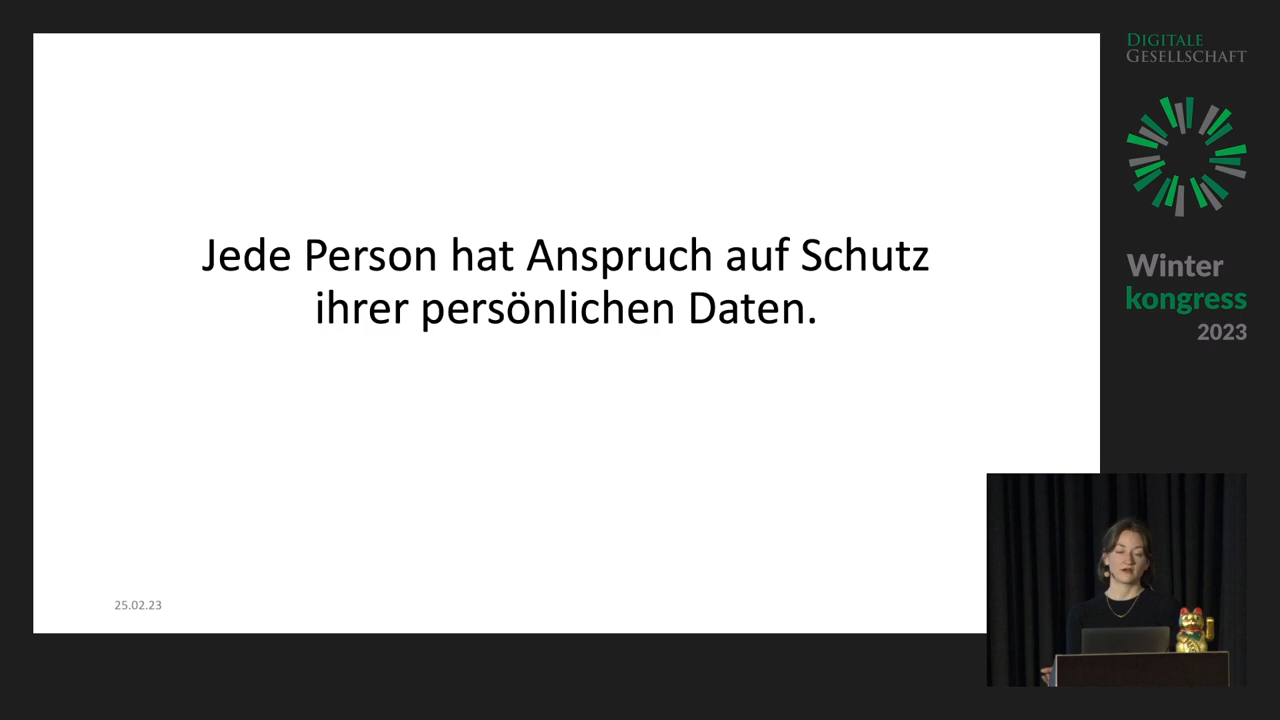 Jede Person hat Anspruch auf Schutz
ihrer persönlichen Daten.
25.02.23
DIGITALE
GESELLSCHAFT
Winter
kongress
2023